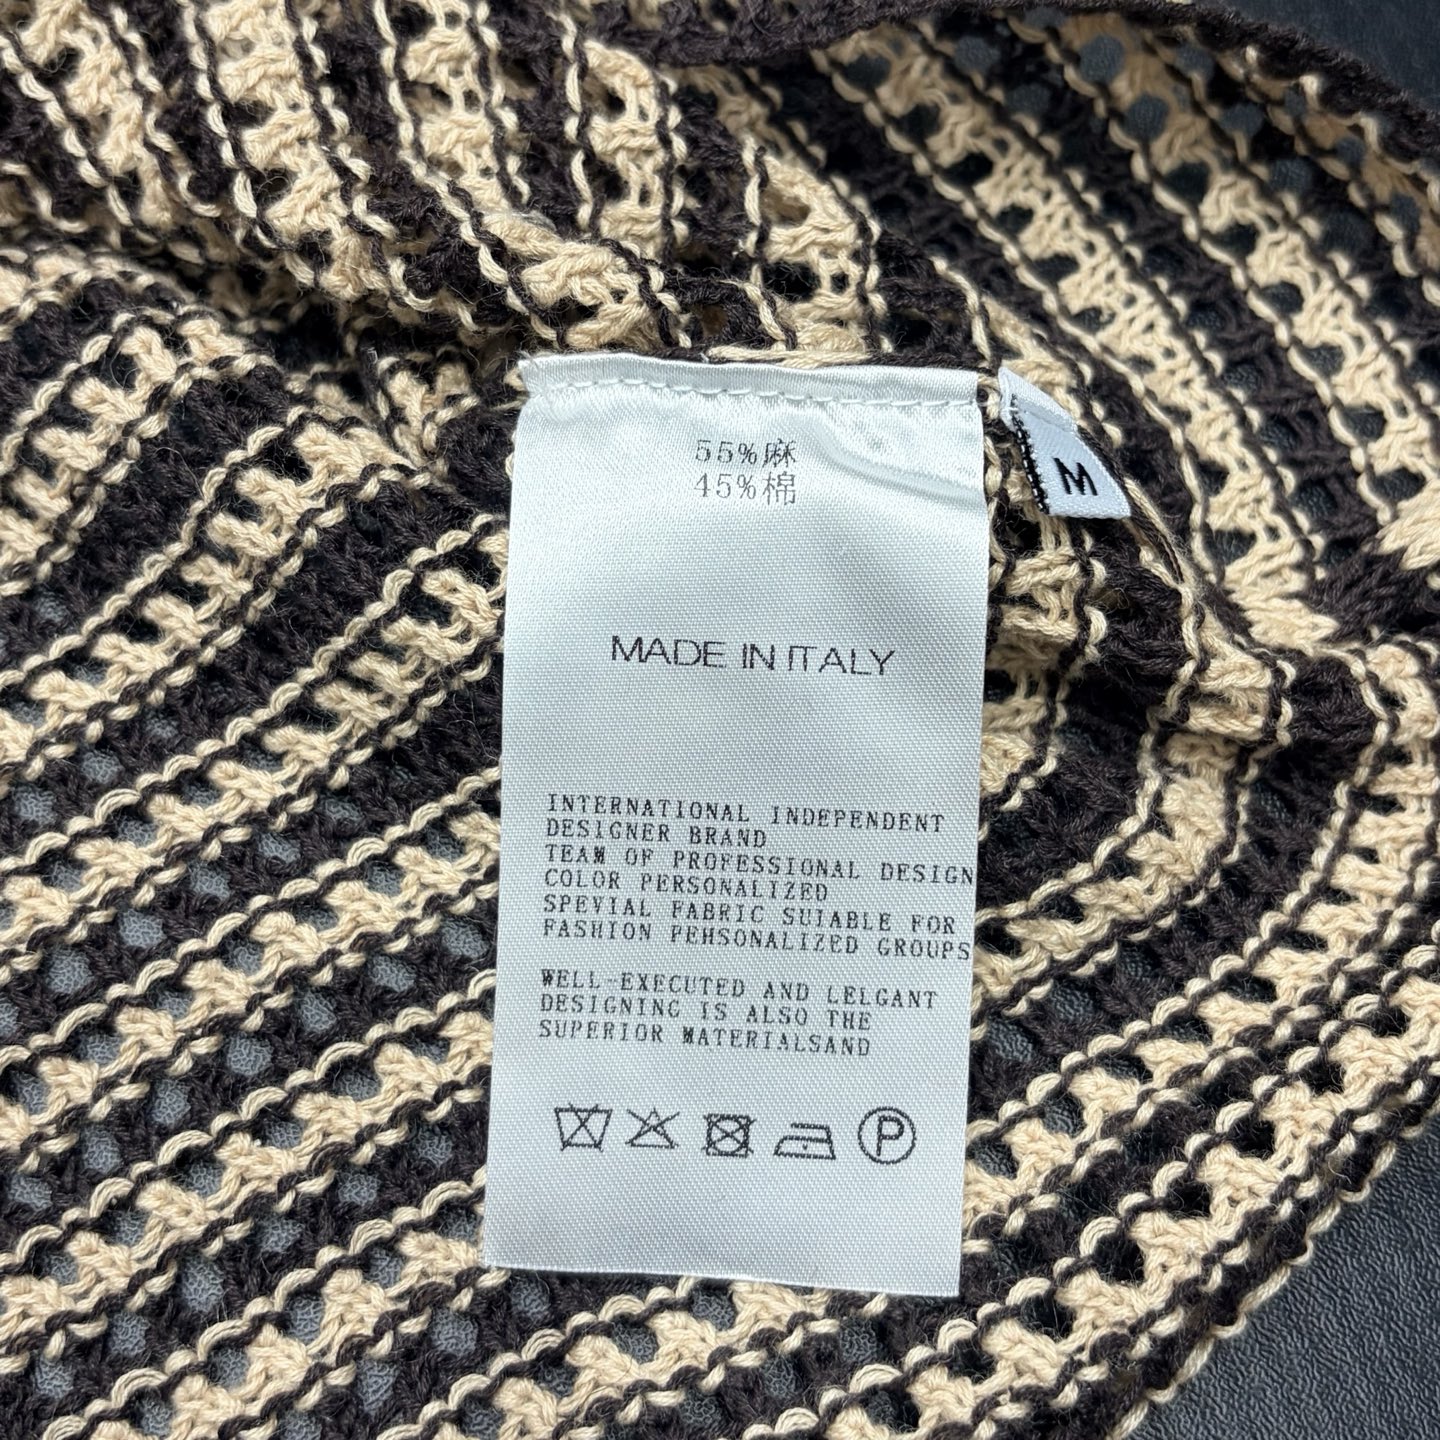 55%麻
45%棉
M
MADE IN ITALY
INTERNATIONAL INDEPENDENT
DESIGNER BRAND
TEAM OF PROFESSIONAL DESIGN
COLOR PERSONALIZED
SPEVIAL FABRIC SUIABLE FOR
FASHION PEHSONALIZED GROUPS
WELL-EXECUTED AND LELGANT
DESIGNING IS ALSO THE
SUPERIOR MATERIALSAND
P